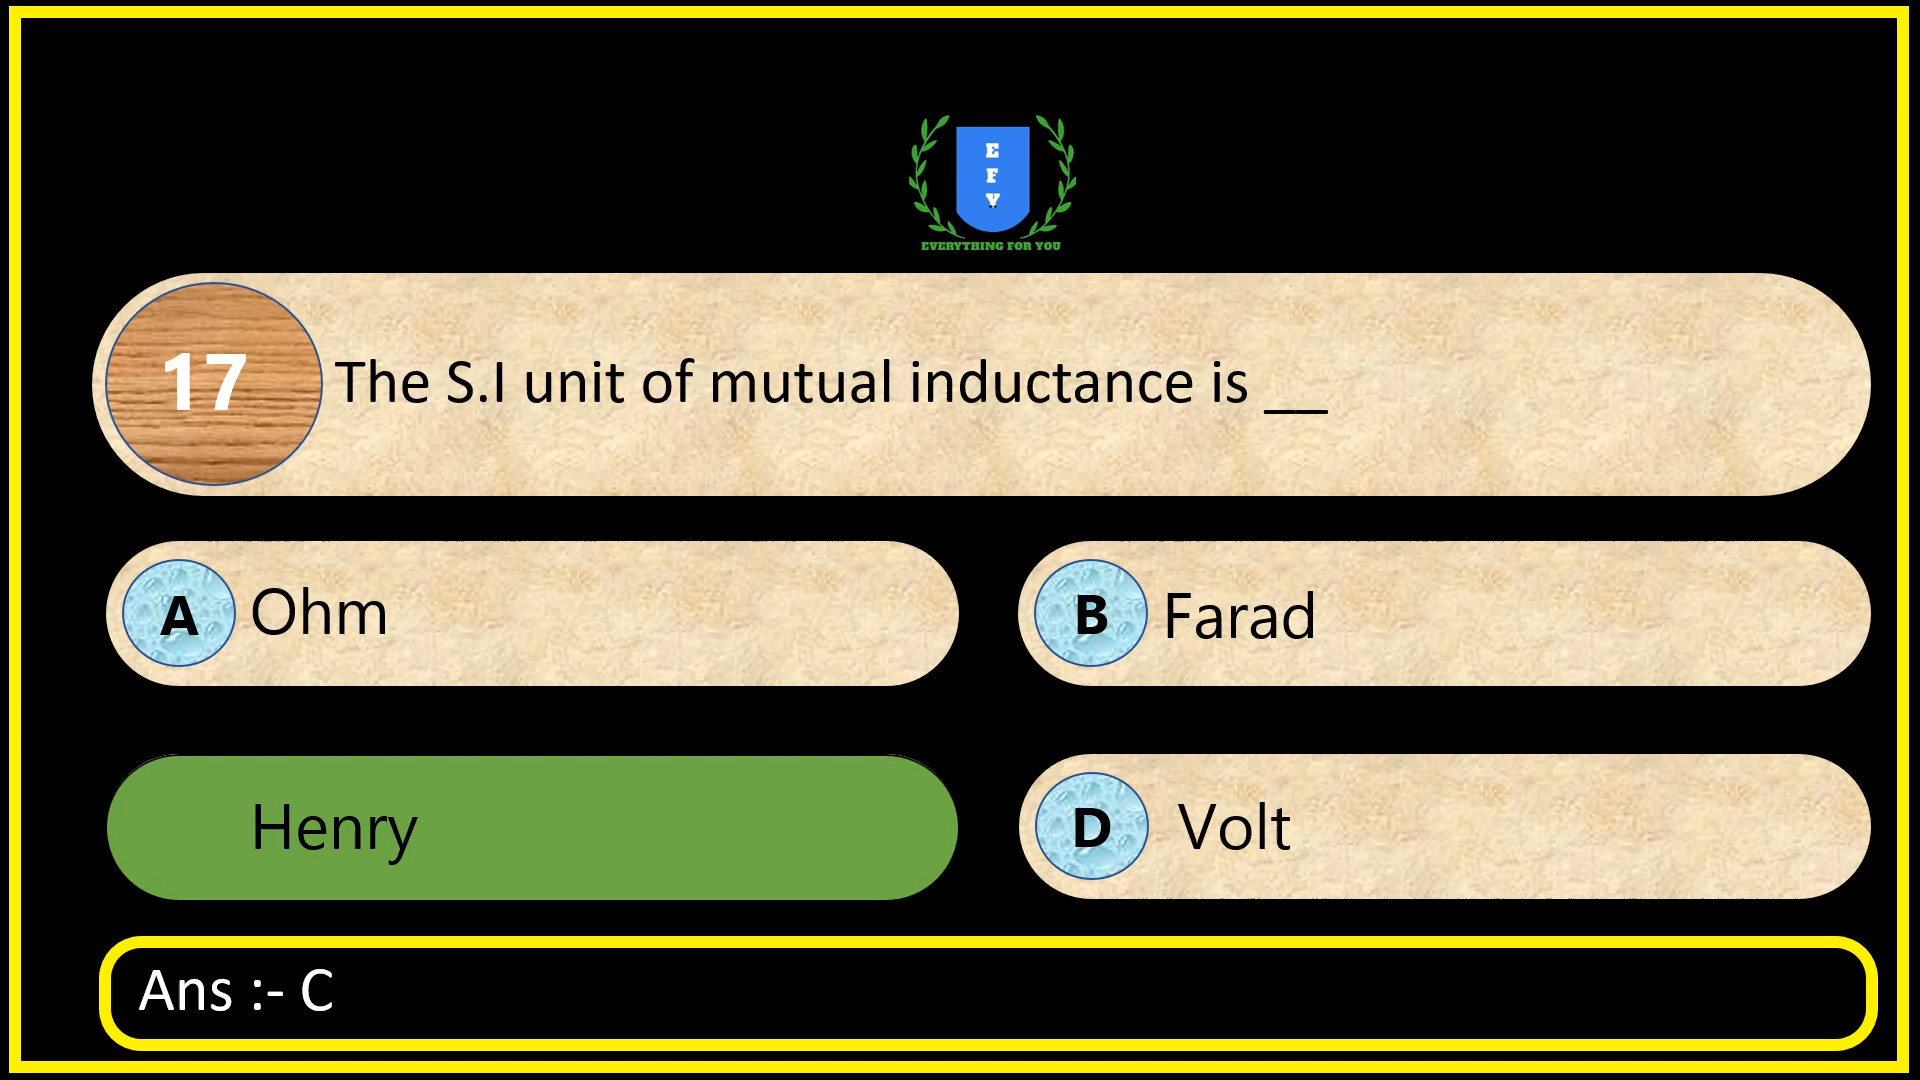 E
F
Y
EVERYTHING FOR YOU
17 The S.I unit of mutual inductance is __
A Ohm
B Farad
Henry
D Volt
Ans :- C